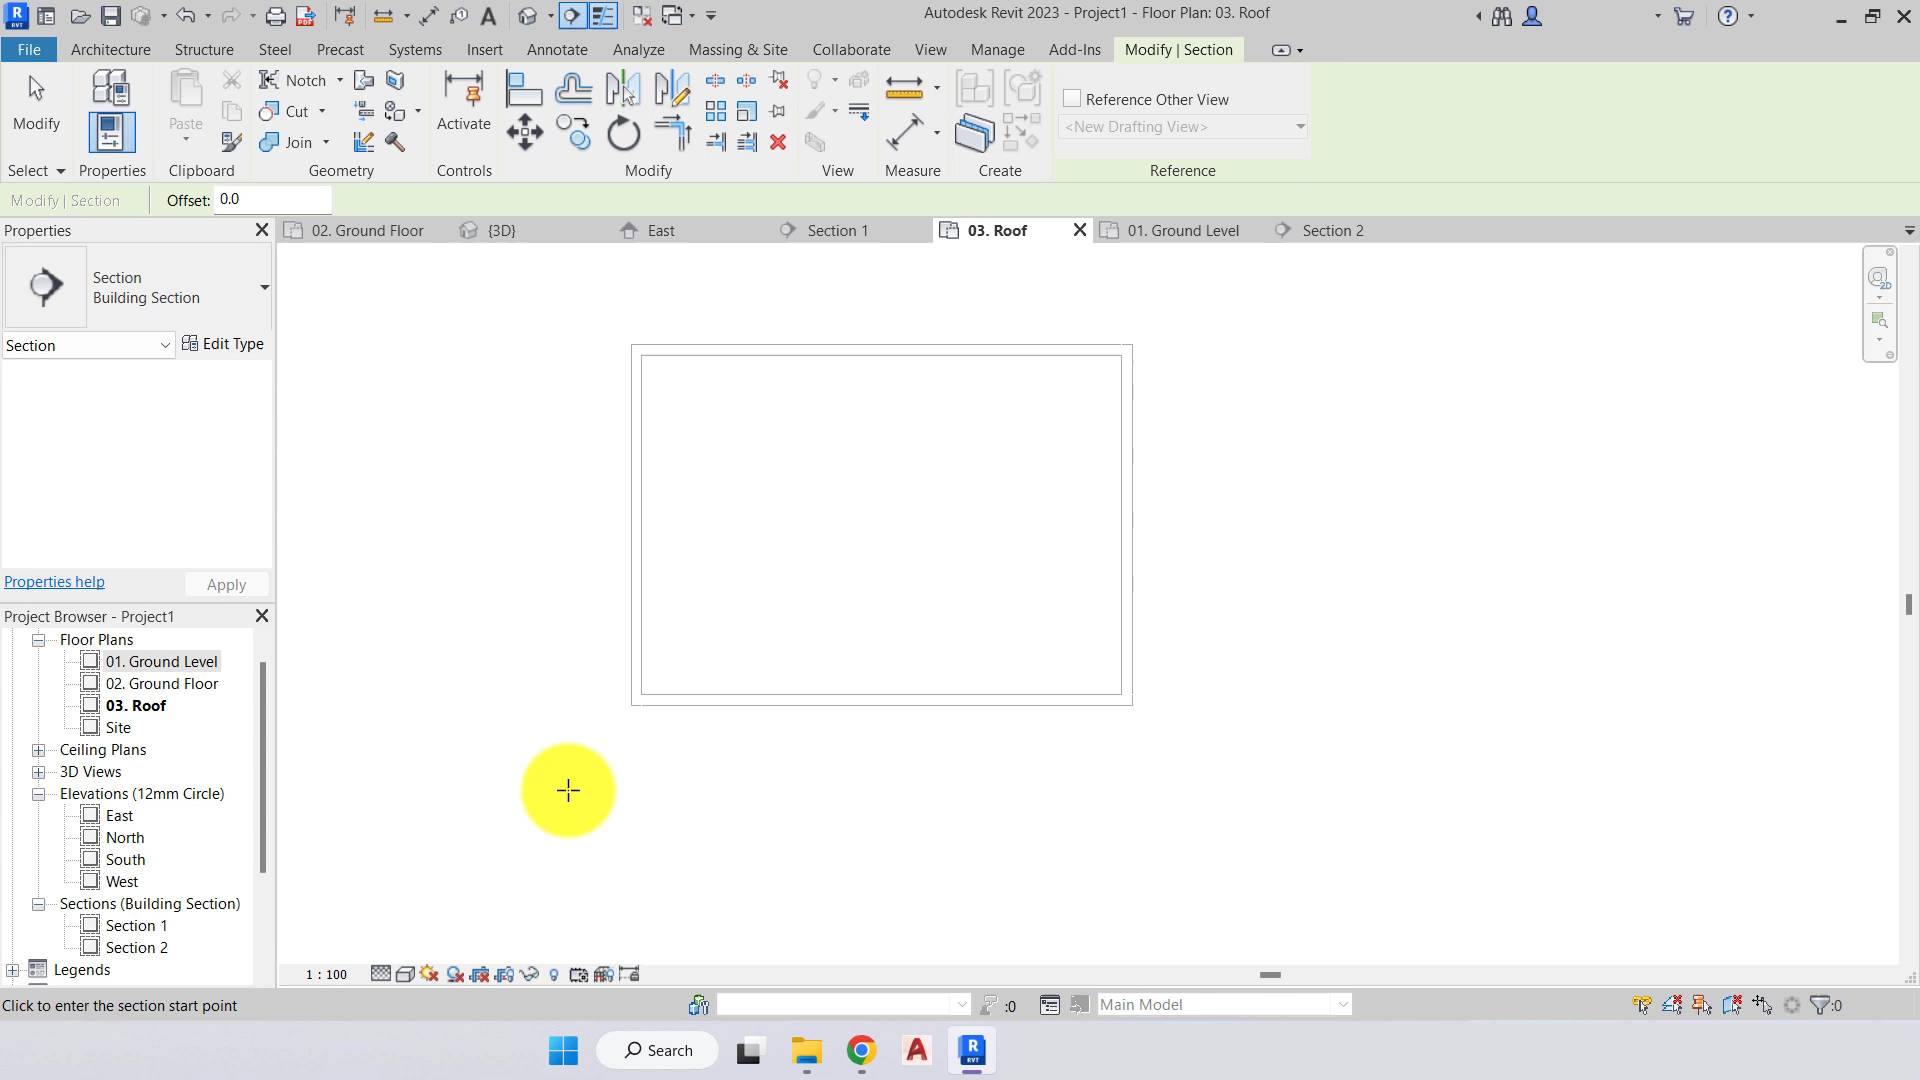 Autodesk Revit 2023 - Project1 - Floor Plan: 03. Roof
File Architecture Structure Steel Precast Systems Insert Annotate Analyze Massing & Site Collaborate View Manage Add-Ins Modify | Section
Modify
Paste
Notch
Cut
Join
Activate
Reference Other View
<New Drafting View>
Select Properties Clipboard Geometry Controls Modify View Measure Create Reference
Modify | Section Offset: 0.0
Properties
02. Ground Floor {3D} East Section 1 03. Roof 01. Ground Level Section 2
Section
Building Section
Section Edit Type
Properties help Apply
Project Browser - Project1
Floor Plans
01. Ground Level
02. Ground Floor
03. Roof
Site
Ceiling Plans
3D Views
Elevations (12mm Circle)
East
North
South
West
Sections (Building Section)
Section 1
Section 2
Legends
2D
1 : 100
Click to enter the section start point :0 Main Model :0
Search
R
RVT